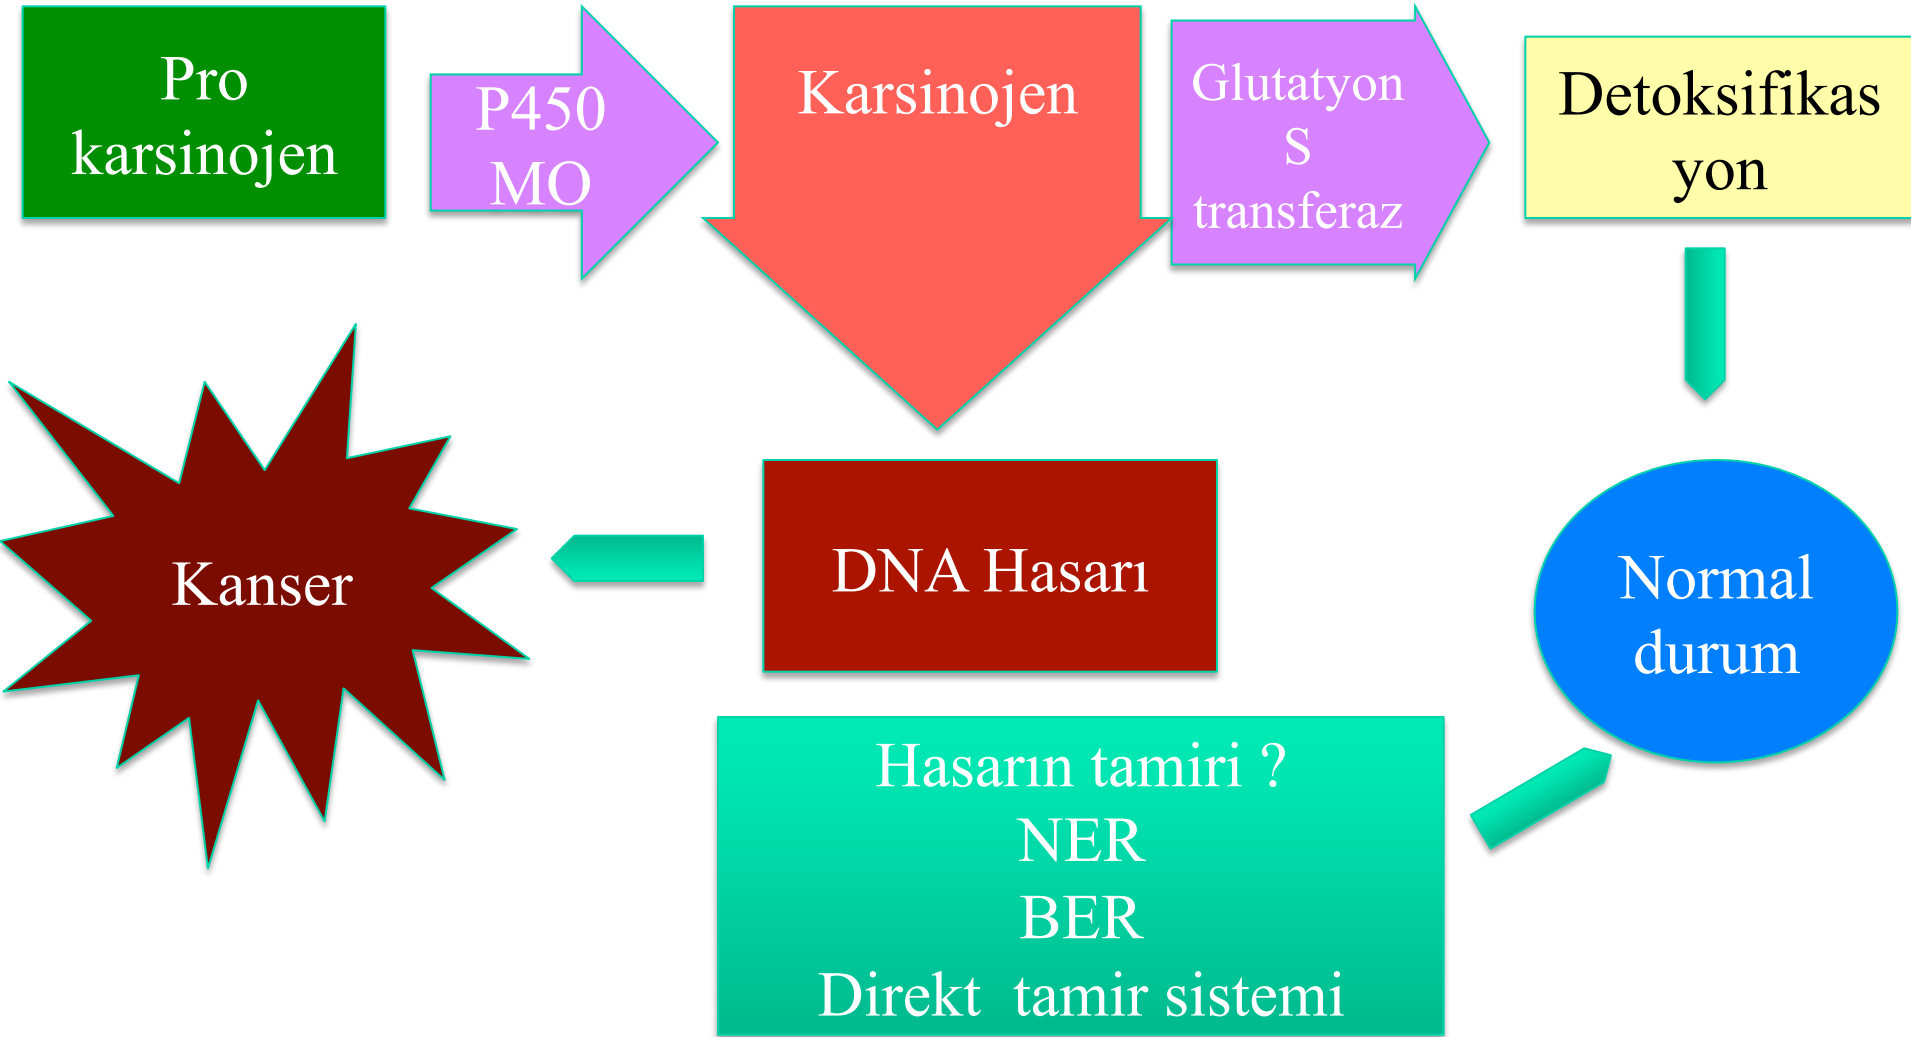 Pro
karsinojen
P450
MO
Karsinojen
Glutatyon
S
transferaz
Detoksifikas
yon
Kanser
DNA Hasarı
Normal
durum
Hasarın tamiri ?
NER
BER
Direkt  tamir sistemi